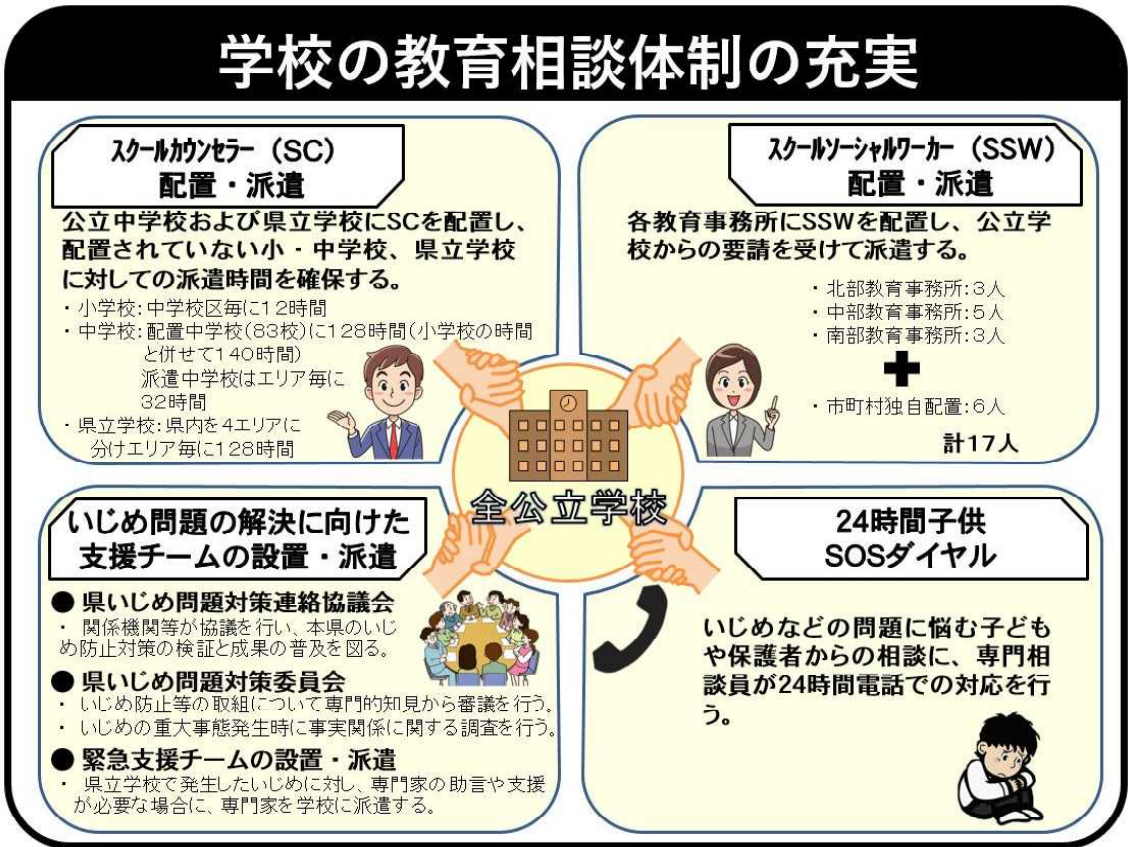 学校の教育相談体制の充実
スクールカウンセラー（SC）
配置・派遣
公立中学校および県立学校にSCを配置し、
配置されていない小・中学校、県立学校
に対しての派遣時間を確保する。
・小学校：中学校区毎に12時間
・中学校：配置中学校（83校）に128時間（小学校の時間
と併せて140時間）
派遣中学校はエリア毎に
32時間
・県立学校：県内を4エリアに
分けエリア毎に128時間
スクールソーシャルワーカー（SSW）
配置・派遣
各教育事務所にSSWを配置し、公立学
校からの要請を受けて派遣する。
・北部教育事務所：3人
・中部教育事務所：5人
・南部教育事務所：3人
・市町村独自配置：6人
計17人
全公立学校
いじめ問題の解決に向けた
支援チームの設置・派遣
● 県いじめ問題対策連絡協議会
・ 関係機関等が協議を行い、本県のいじ
め防止対策の検証と成果の普及を図る。
● 県いじめ問題対策委員会
・ いじめ防止等の取組について専門的知見から審議を行う。
・ いじめの重大事態発生時に事実関係に関する調査を行う。
● 緊急支援チームの設置・派遣
・ 県立学校で発生したいじめに対し、専門家の助言や支援
が必要な場合に、専門家を学校に派遣する。
24時間子供
SOSダイヤル
いじめなどの問題に悩む子ども
や保護者からの相談に、専門相
談員が24時間電話での対応を行
う。